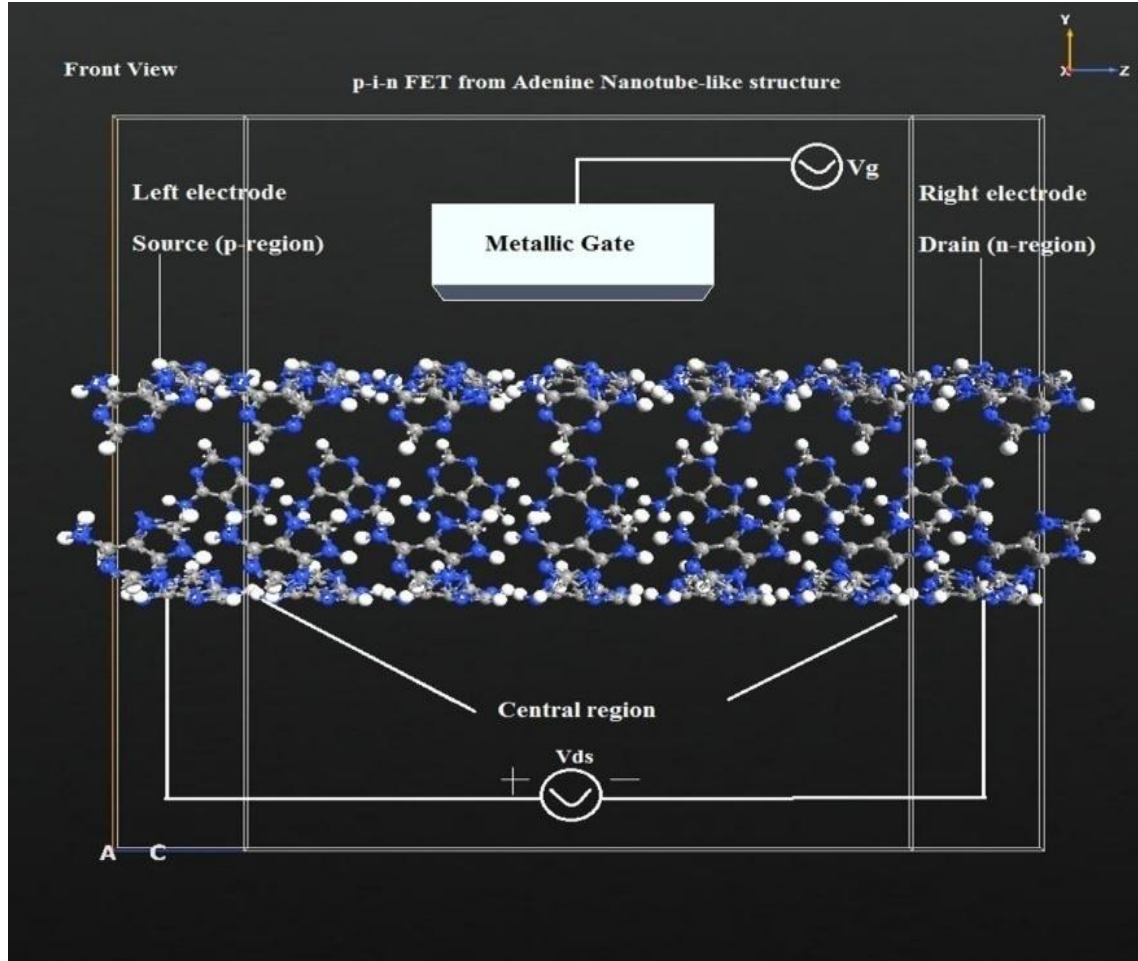 Y
X
Z
Front View
p-i-n FET from Adenine Nanotube-like structure
Vg
Left electrode
Source (p-region)
Metallic Gate
Right electrode
Drain (n-region)
Central region
Vds
+
—
A
C